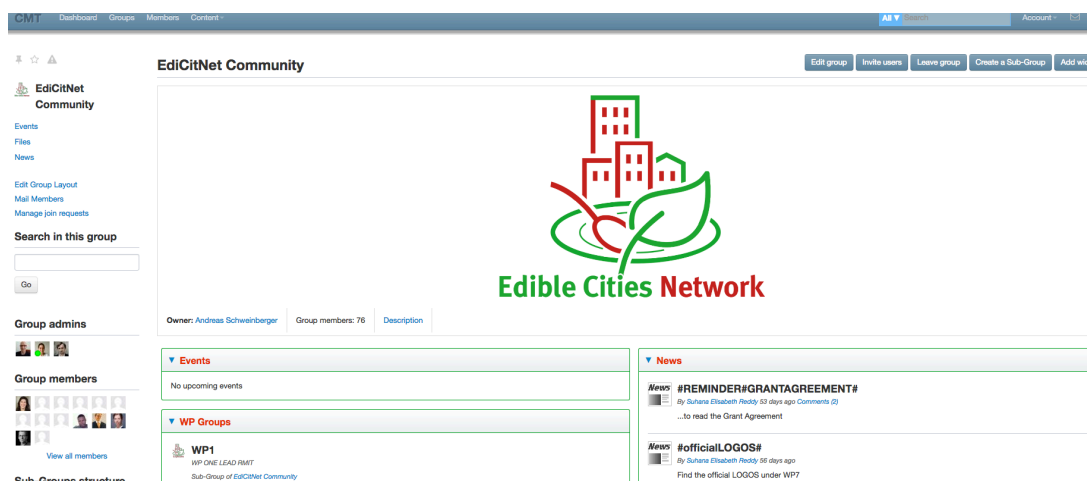 CMT Dashboard Groups Members Content
All ▼ Search Account
EdiCitNet Community
Events
Files
News
Edit Group Layout
Mail Members
Manage join requests
Search in this group
Go
Group admins
Group members
View all members
Sub-Groups structure
EdiCitNet Community
Edit group Invite users Leave group Create a Sub-Group Add wid
Edible Cities Network
Owner: Andreas Schweinberger Group members: 76 Description
▼ Events
No upcoming events
▼ WP Groups
WP1
WP ONE LEAD RMIT
Sub-Group of EdiCitNet Community
▼ News
News #REMINDER#GRANTAGREEMENT#
By Suhana Elisabeth Reddy 53 days ago Comments (2)
...to read the Grant Agreement
News #officialLOGOS#
By Suhana Elisabeth Reddy 56 days ago
Find the official LOGOS under WP7